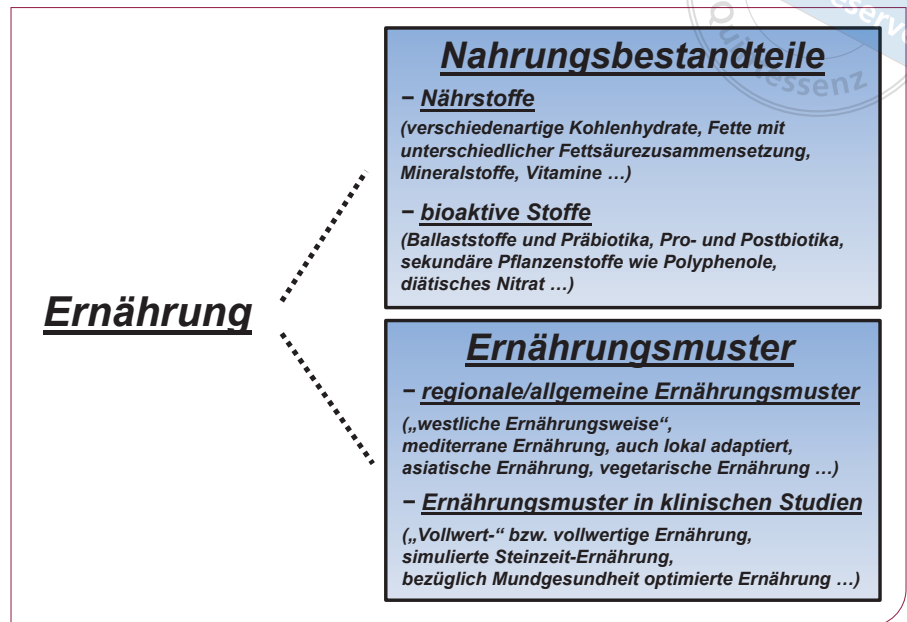 Nahrungsbestandteile
– Nährstoffe
(verschiedenartige Kohlenhydrate, Fette mit
unterschiedlicher Fettsäurezusammensetzung,
Mineralstoffe, Vitamine …)
– bioaktive Stoffe
(Ballaststoffe und Präbiotika, Pro- und Postbiotika,
sekundäre Pflanzenstoffe wie Polyphenole,
diätisches Nitrat …)
Ernährung
Ernährungsmuster
– regionale/allgemeine Ernährungsmuster
(„westliche Ernährungsweise“,
mediterrane Ernährung, auch lokal adaptiert,
asiatische Ernährung, vegetarische Ernährung …)
– Ernährungsmuster in klinischen Studien
(„Vollwert-“ bzw. vollwertige Ernährung,
simulierte Steinzeit-Ernährung,
bezüglich Mundgesundheit optimierte Ernährung …)